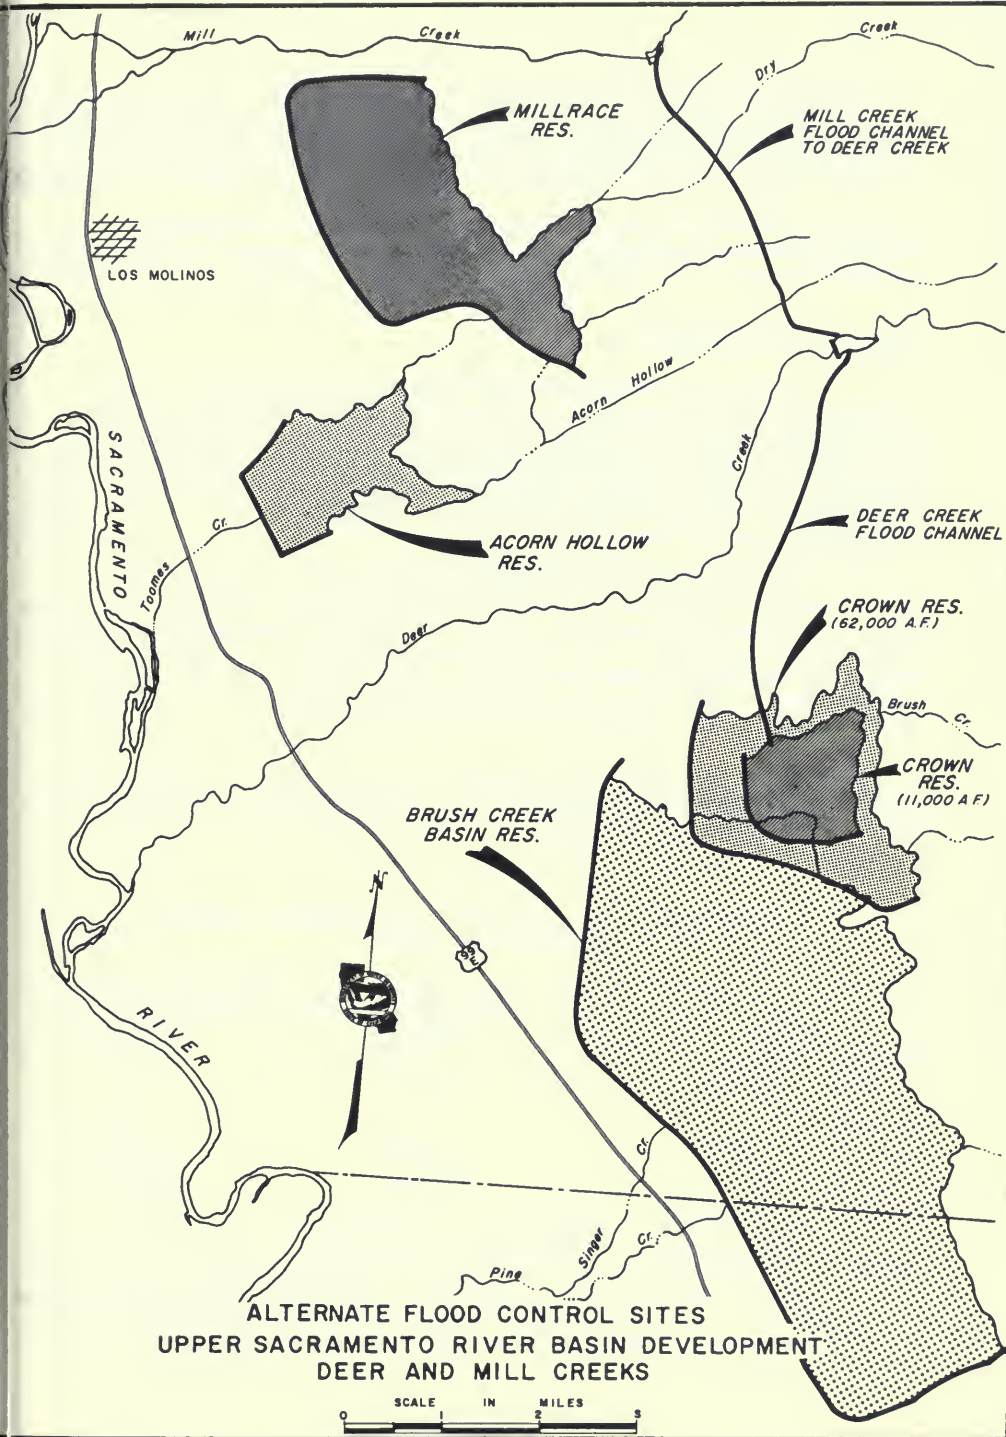 Mill Creek
Creek
Dry
MILLRACE
RES.
MILL CREEK
FLOOD CHANNEL
TO DEER CREEK
LOS MOLINOS
Acorn Hollow
SACRAMENTO
Creek
Cr.
Toomes
ACORN HOLLOW
RES.
DEER CREEK
FLOOD CHANNEL
CROWN RES.
(62,000 A.F.)
Deer
Brush Cr.
CROWN
RES.
(11,000 A F)
BRUSH CREEK
BASIN RES.
N
99
E
RIVER
Cr.
Singer
Cr.
Pine
ALTERNATE FLOOD CONTROL SITES
UPPER SACRAMENTO RIVER BASIN DEVELOPMENT
DEER AND MILL CREEKS
SCALE IN MILES
0 1 2 3